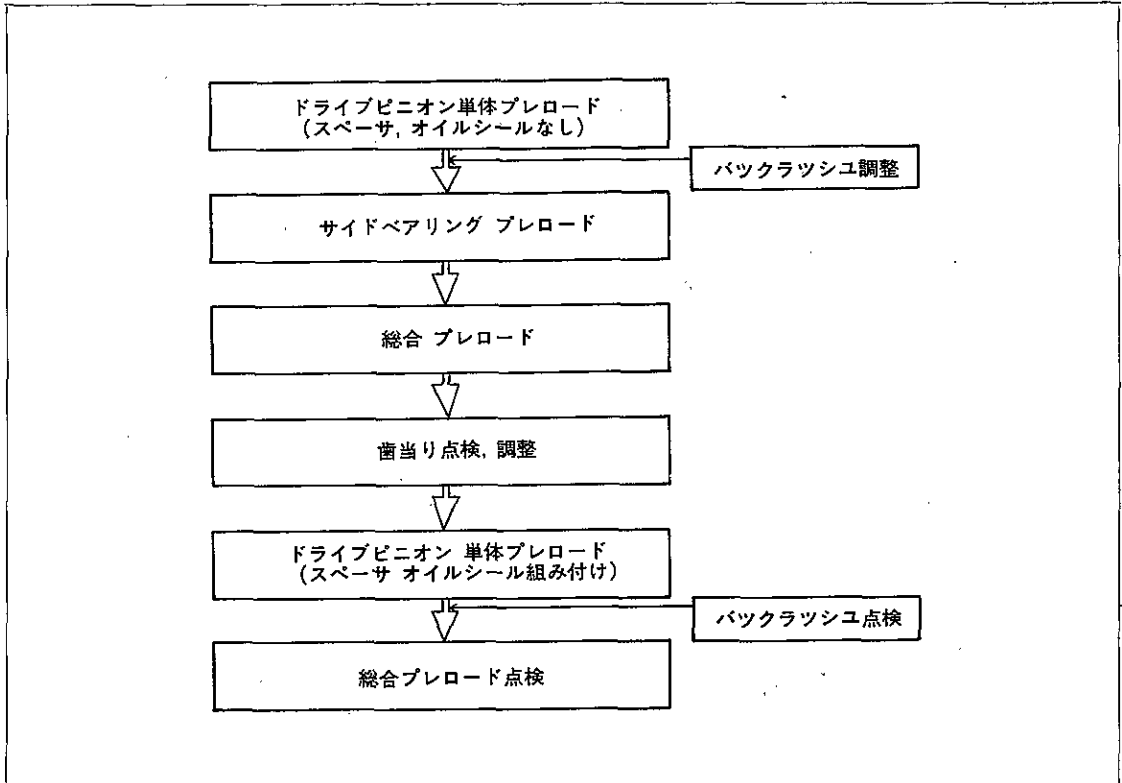 ドライブピニオン単体プレロード
(スペーサ, オイルシールなし)
バツクラツシユ調整
サイドベアリング プレロード
総合 プレロード
歯当り点検, 調整
ドライブピニオン 単体プレロード
(スペーサ オイルシール組み付け)
バツクラツシユ点検
総合プレロード点検